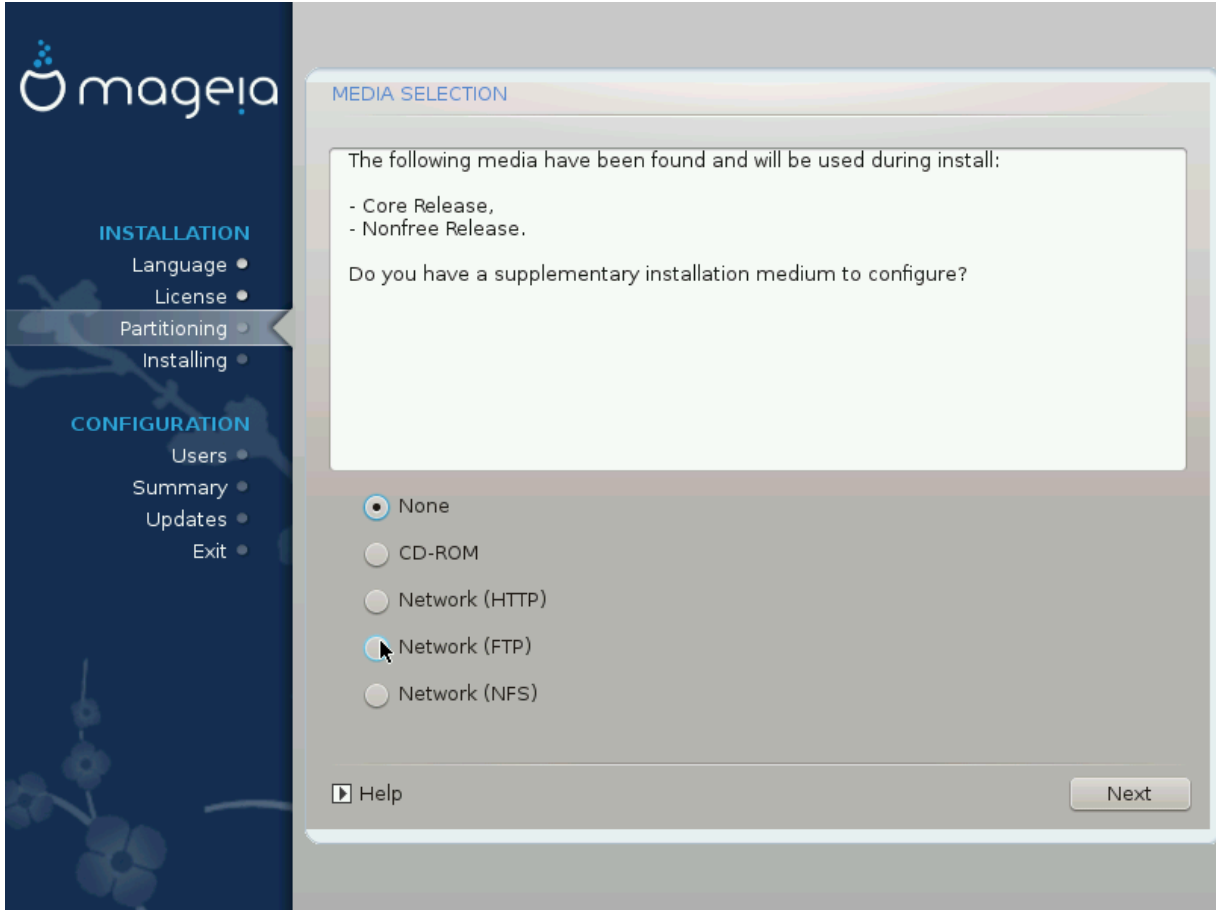 mageia
INSTALLATION
Language
License
Partitioning
Installing
CONFIGURATION
Users
Summary
Updates
Exit
MEDIA SELECTION
The following media have been found and will be used during install:
- Core Release,
- Nonfree Release.
Do you have a supplementary installation medium to configure?
None
CD-ROM
Network (HTTP)
Network (FTP)
Network (NFS)
Help
Next